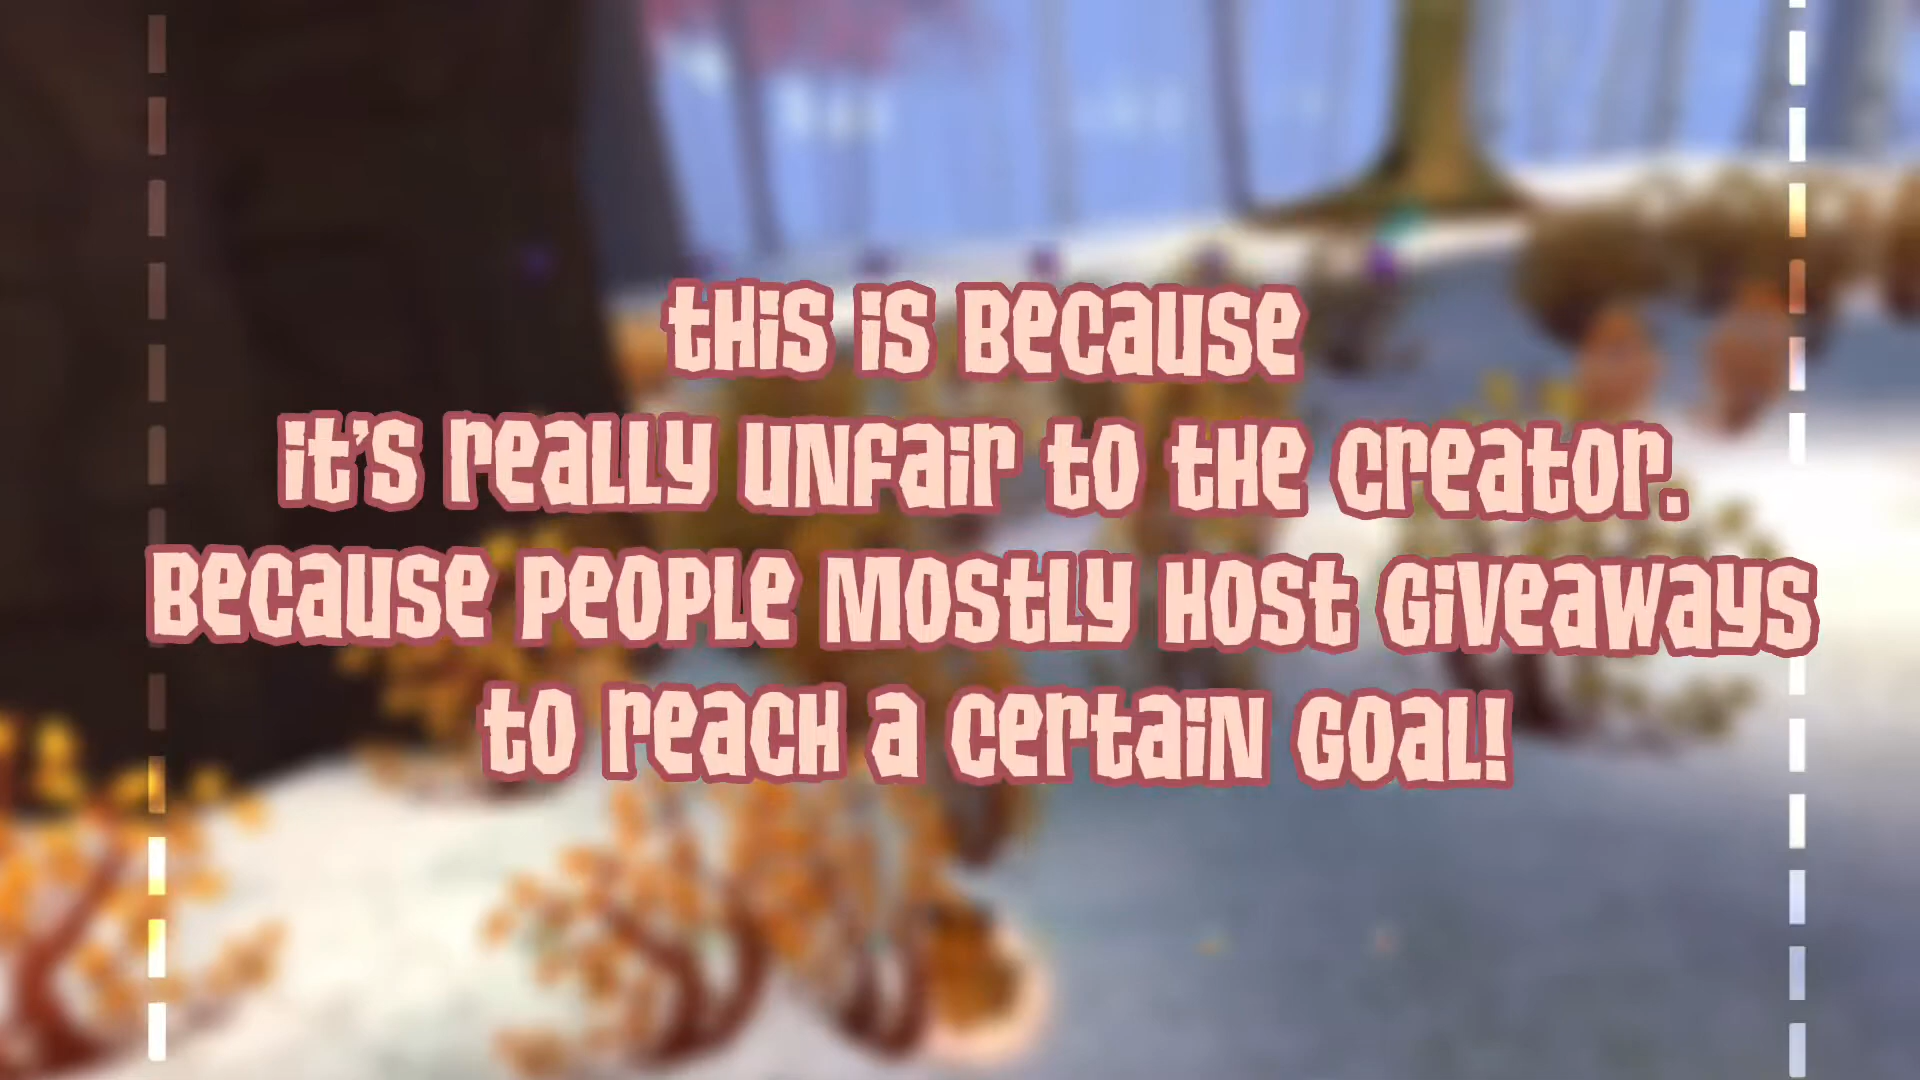 this is because
it's really unfair to the creator.
Because people mostly host giveaways
to reach a certain goal!